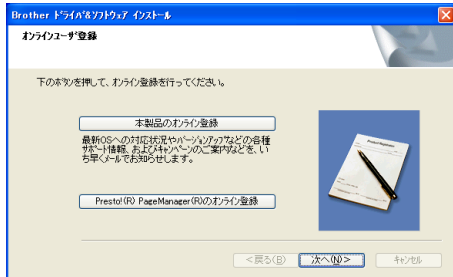 Brother ドライバ&ソフトウェア インストール
オンラインユーザ登録
下のボタンを押して、オンライン登録を行ってください。
本製品のオンライン登録
最新OSへの対応状況やバージョンアップなどの各種
サポート情報、およびキャンペーンのご案内などを、い
ち早くメールでお知らせします。
Presto!(R) PageManager(R)のオンライン登録
<戻る(B)
次へ(N)>
キャンセル